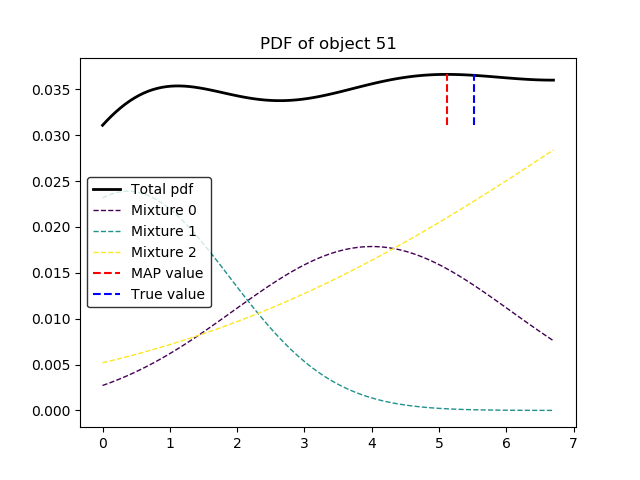 PDF of object 51
0.035
0.030
0.025
0.020
0.015
0.010
0.005
0.000
Total pdf
Mixture 0
Mixture 1
Mixture 2
MAP value
True value
0 1 2 3 4 5 6 7